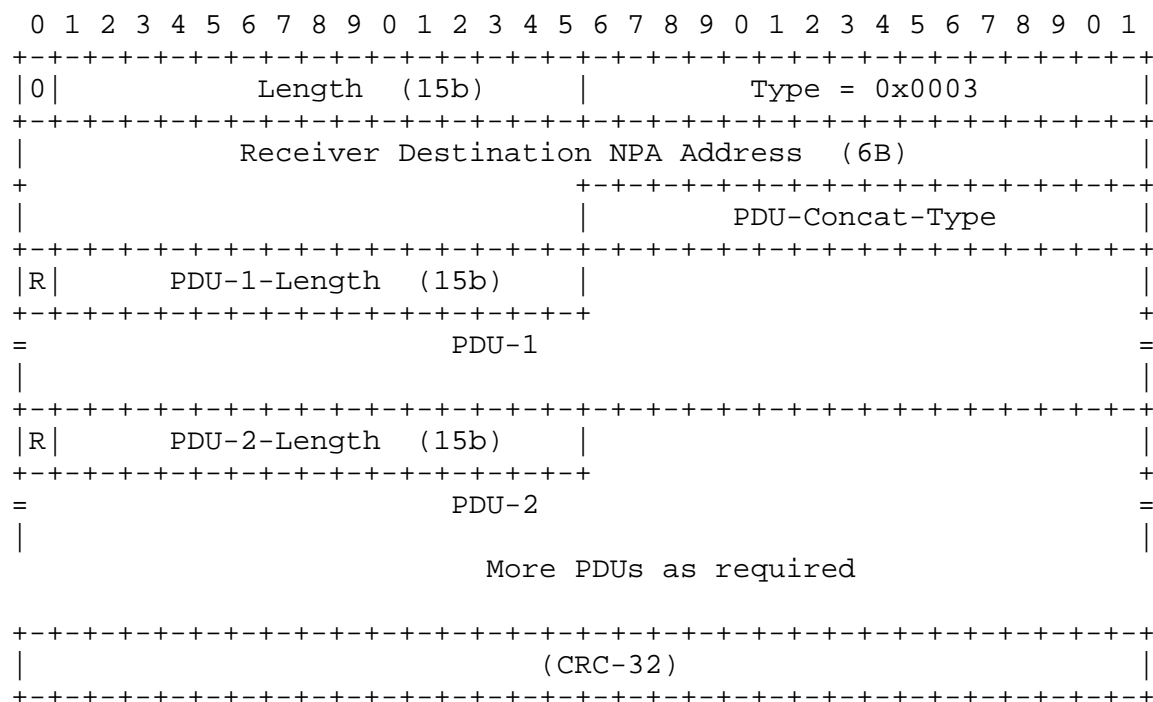 0 1 2 3 4 5 6 7 8 9 0 1 2 3 4 5 6 7 8 9 0 1 2 3 4 5 6 7 8 9 0 1
+-+-+-+-+-+-+-+-+-+-+-+-+-+-+-+-+-+-+-+-+-+-+-+-+-+-+-+-+-+-+-+-+
|0|           Length  (15b)     |         Type = 0x0003         |
+-+-+-+-+-+-+-+-+-+-+-+-+-+-+-+-+-+-+-+-+-+-+-+-+-+-+-+-+-+-+-+-+
|            Receiver Destination NPA Address  (6B)             |
+                               +-+-+-+-+-+-+-+-+-+-+-+-+-+-+-+-+
|                               |        PDU-Concat-Type        |
+-+-+-+-+-+-+-+-+-+-+-+-+-+-+-+-+-+-+-+-+-+-+-+-+-+-+-+-+-+-+-+-+
|R|      PDU-1-Length  (15b)    |                               |
+-+-+-+-+-+-+-+-+-+-+-+-+-+-+-+-+                               +
=                        PDU-1                                  =
|                                                               |
+-+-+-+-+-+-+-+-+-+-+-+-+-+-+-+-+-+-+-+-+-+-+-+-+-+-+-+-+-+-+-+-+
|R|      PDU-2-Length  (15b)    |                               |
+-+-+-+-+-+-+-+-+-+-+-+-+-+-+-+-+                               +
=                        PDU-2                                  =
|                                                               |
                          More PDUs as required

+-+-+-+-+-+-+-+-+-+-+-+-+-+-+-+-+-+-+-+-+-+-+-+-+-+-+-+-+-+-+-+-+
|                             (CRC-32)                          |
+-+-+-+-+-+-+-+-+-+-+-+-+-+-+-+-+-+-+-+-+-+-+-+-+-+-+-+-+-+-+-+-+